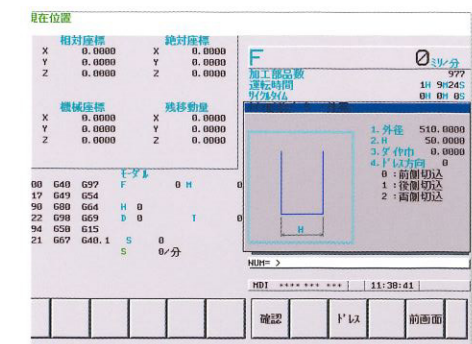 現在位置
相対座標 絶対座標
X 0.0000 X 0.0000
Y 0.0000 Y 0.0000
Z 0.0000 Z 0.0000
機械座標 残移動量
X 0.0000 X 0.0000
Y 0.0000 Y 0.0000
Z 0.0000 Z 0.0000
F 0 ミリ/分
加工部品数 977
運転時間 1H 9M24S
サイクルタイム 0H 0M 0S
1.外径 510.0000
2.H 50.0000
3.ダイヤ巾 0.0000
4.ドレス方向 0
0:前側切込
1:後側切込
2:両側切込
H
モーダル
00 G40 G97 F 0 M 0
17 G49 G54
90 G80 G64 H 0
22 G98 G69 D 0 T 0
94 G50 G15
21 G67 G40.1 S 0
S 0/分
NUM= >
MDI **** *** *** 11:38:41
確認 ドレス 前画面